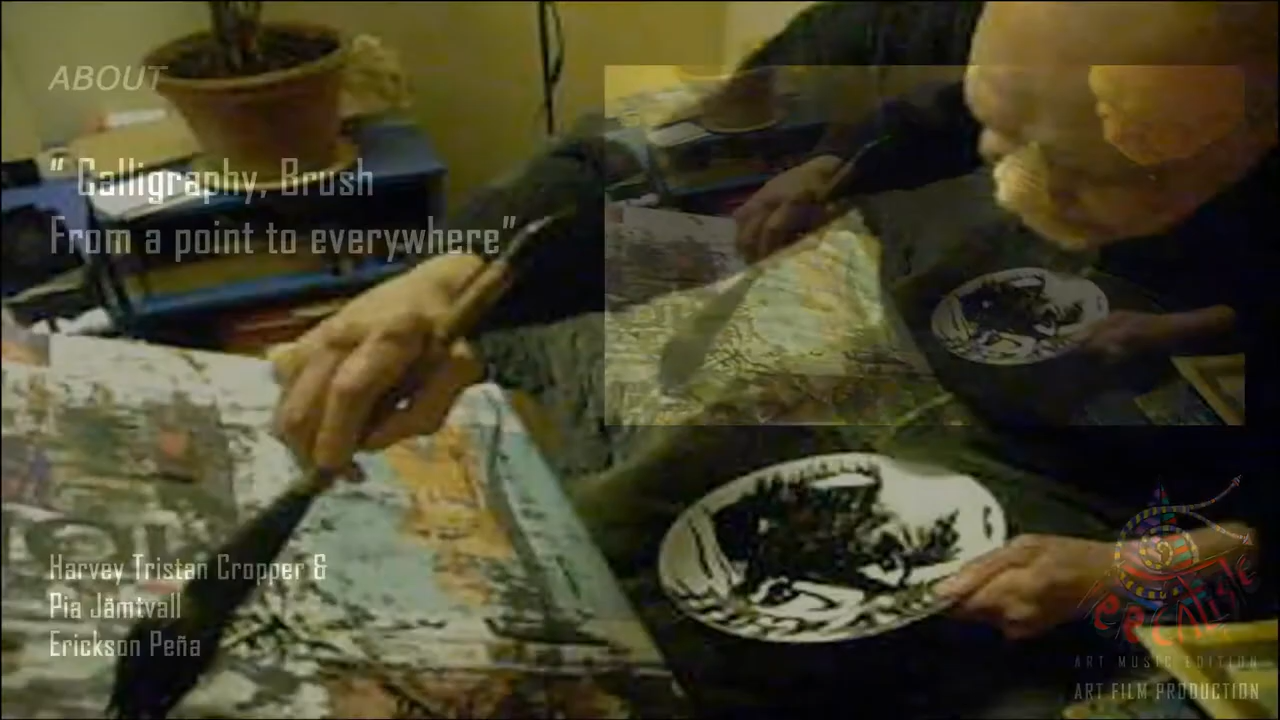 ABOUT
“ Calligraphy, Brush
From a point to everywhere”
Harvey Tristan Cropper &
Pia Jämtvall
Erickson Peña
ART MUSIC EDITION
ART FILM PRODUCTION